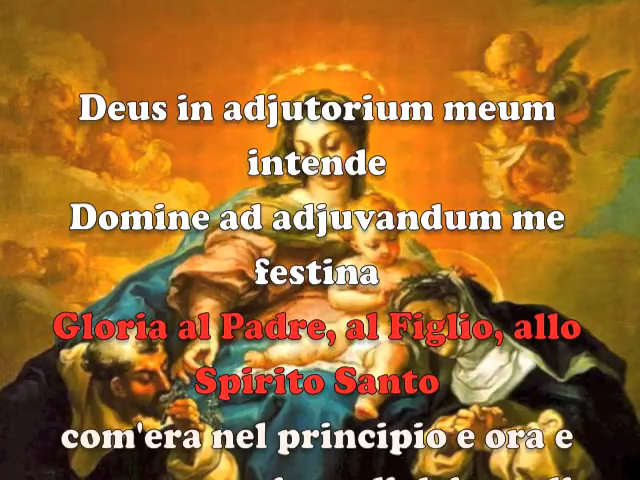 Deus in adjutorium meum
intende
Domine ad adjuvandum me
festina
Gloria al Padre, al Figlio, allo
Spirito Santo
com'era nel principio e ora e